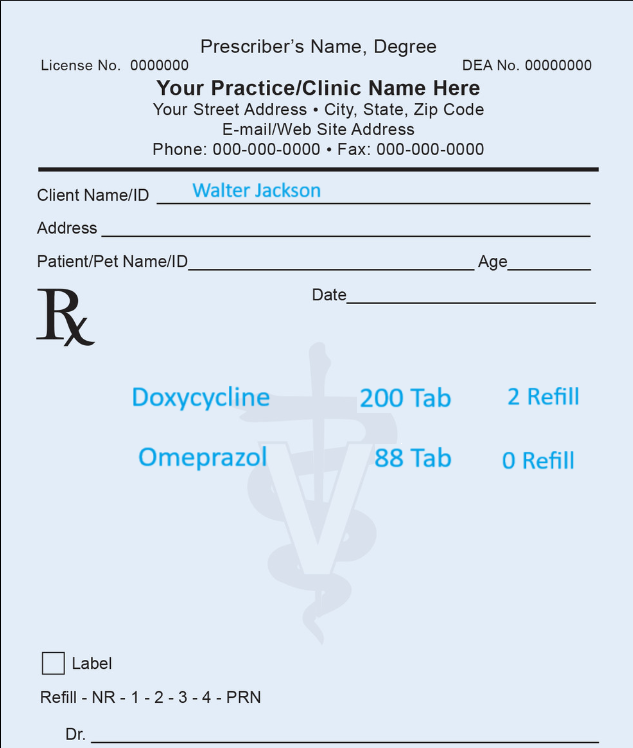 Prescriber's Name, Degree
License No. 0000000 DEA No. 00000000
Your Practice/Clinic Name Here
Your Street Address • City, State, Zip Code
E-mail/Web Site Address
Phone: 000-000-0000 • Fax: 000-000-0000
Client Name/ID Walter Jackson
Address
Patient/Pet Name/ID Age
Date
Rx
Doxycycline 200 Tab 2 Refill
Omeprazol 88 Tab 0 Refill
V
Label
Refill - NR - 1 - 2 - 3 - 4 - PRN
Dr.